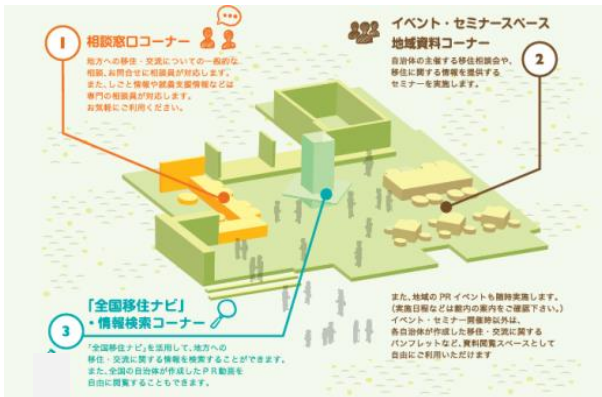 1
相談窓口コーナー
地方への移住・交流についての一般的な
相談、お問合せに相談員が対応します。
また、しごと情報や就農支援情報などは
専門の相談員が対応します。
お気軽にご利用ください。
イベント・セミナースペース
地域資料コーナー
2
自治体の主催する移住相談会や、
移住に関する情報を提供する
セミナーを実施します。
また、地域のPRイベントも随時実施します。
(実施日程などは館内の案内をご確認下さい。)
イベント・セミナー開催時以外は、
各自治体が作成した移住・交流に関する
パンフレットなど、資料閲覧スペースとして
自由にご利用いただけます
「全国移住ナビ」
・情報検索コーナー
3
「全国移住ナビ」を活用して、地方への
移住・交流に関する情報を検索することができます。
また、全国の自治体が作成したPR動画を
自由に閲覧することもできます。